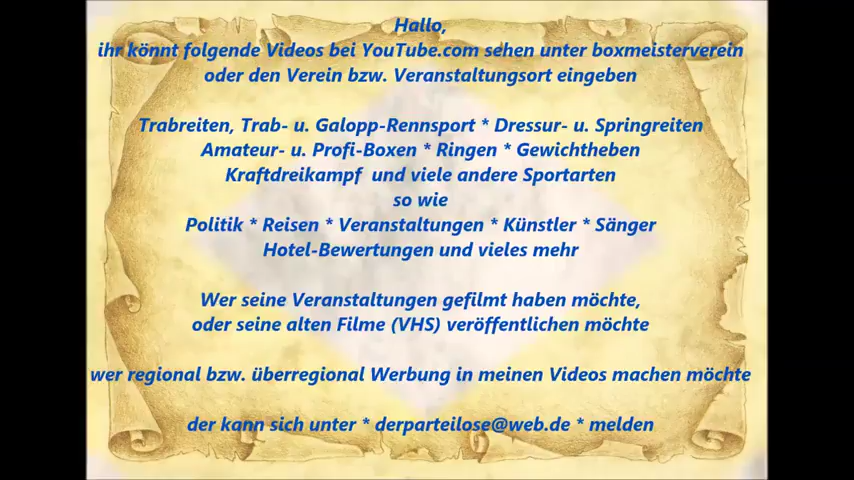 Hallo,
ihr könnt folgende Videos bei YouTube.com sehen unter boxmeisterverein
oder den Verein bzw. Veranstaltungsort eingeben
Trabreiten, Trab- u. Galopp-Rennsport * Dressur- u. Springreiten
Amateur- u. Profi-Boxen * Ringen * Gewichtheben
Kraftdreikampf und viele andere Sportarten
so wie
Politik * Reisen * Veranstaltungen * Künstler * Sänger
Hotel-Bewertungen und vieles mehr
Wer seine Veranstaltungen gefilmt haben möchte,
oder seine alten Filme (VHS) veröffentlichen möchte
wer regional bzw. überregional Werbung in meinen Videos machen möchte
der kann sich unter * derparteilose@web.de * melden